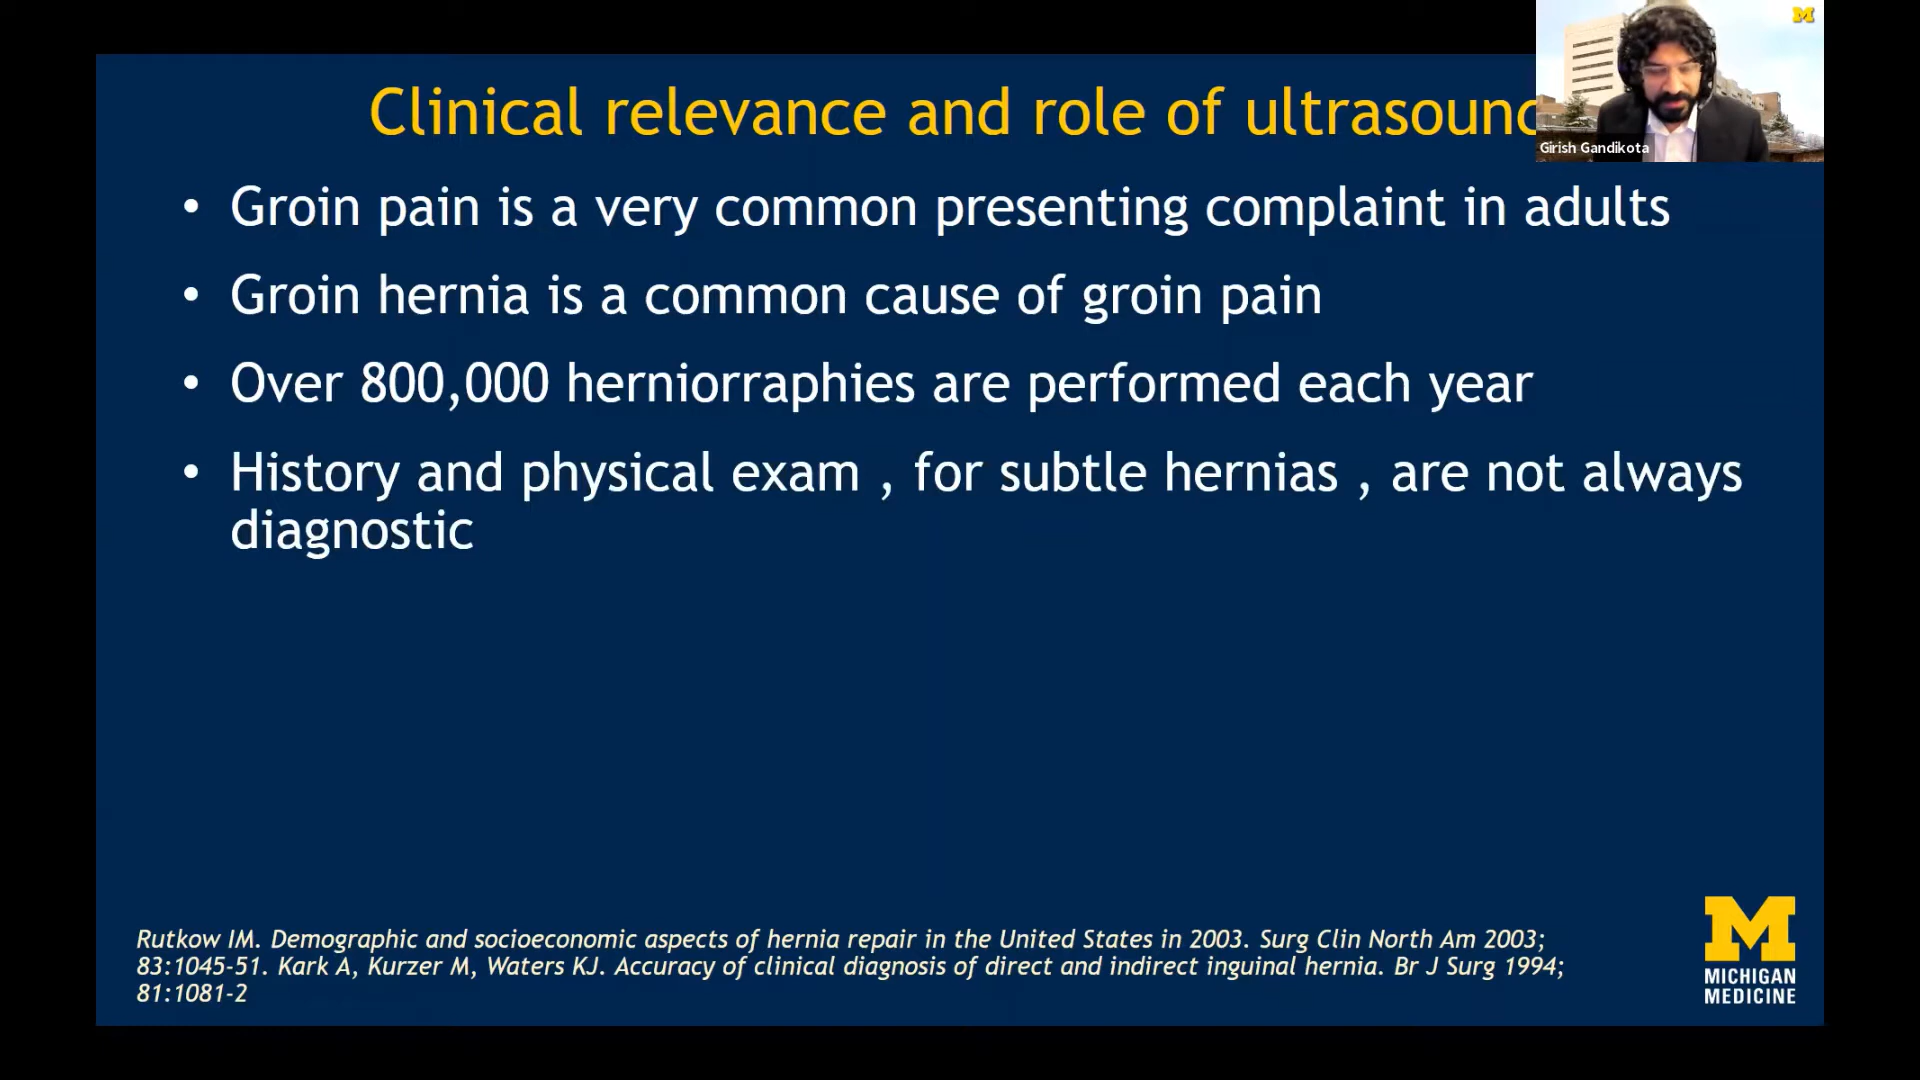 Clinical relevance and role of ultrasound
M
Girish Gandikota
• Groin pain is a very common presenting complaint in adults
• Groin hernia is a common cause of groin pain
• Over 800,000 herniorraphies are performed each year
• History and physical exam , for subtle hernias , are not always
diagnostic
Rutkow IM. Demographic and socioeconomic aspects of hernia repair in the United States in 2003. Surg Clin North Am 2003;
83:1045-51. Kark A, Kurzer M, Waters KJ. Accuracy of clinical diagnosis of direct and indirect inguinal hernia. Br J Surg 1994;
81:1081-2
M
MICHIGAN
MEDICINE